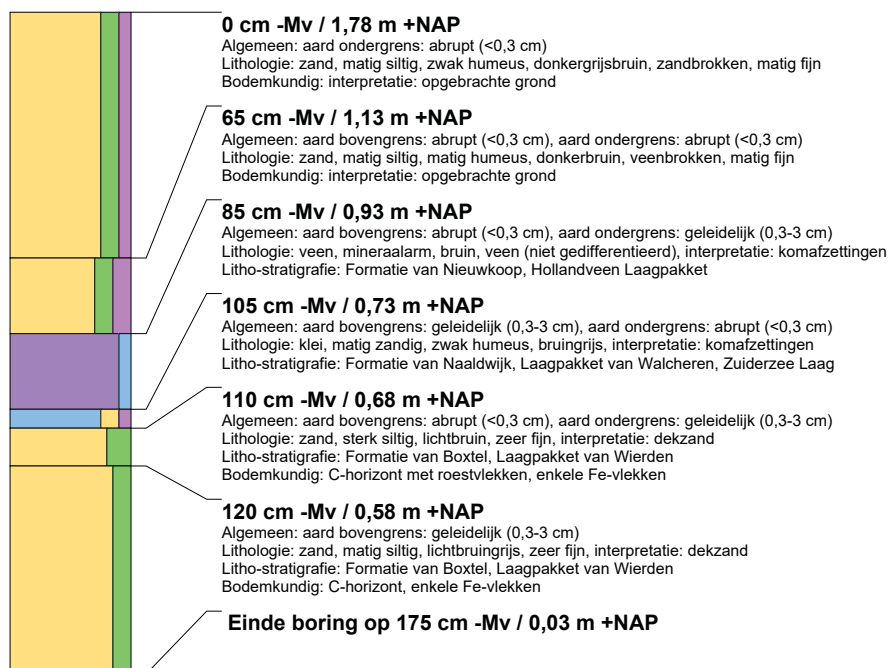 0 cm -Mv / 1,78 m +NAP
Algemeen: aard ondergrens: abrupt (<0,3 cm)
Lithologie: zand, matig siltig, zwak humeus, donkergrijsbruin, zandbrokken, matig fijn
Bodemkundig: interpretatie: opgebrachte grond
65 cm -Mv / 1,13 m +NAP
Algemeen: aard bovengrens: abrupt (<0,3 cm), aard ondergrens: abrupt (<0,3 cm)
Lithologie: zand, matig siltig, matig humeus, donkerbruin, veenbrokken, matig fijn
Bodemkundig: interpretatie: opgebrachte grond
85 cm -Mv / 0,93 m +NAP
Algemeen: aard bovengrens: abrupt (<0,3 cm), aard ondergrens: geleidelijk (0,3-3 cm)
Lithologie: veen, mineraalarm, bruin, veen (niet gedifferentieerd), interpretatie: komafzettingen
Litho-stratigrafie: Formatie van Nieuwkoop, Hollandveen Laagpakket
105 cm -Mv / 0,73 m +NAP
Algemeen: aard bovengrens: geleidelijk (0,3-3 cm), aard ondergrens: abrupt (<0,3 cm)
Lithologie: klei, matig zandig, zwak humeus, bruingrijs, interpretatie: komafzettingen
Litho-stratigrafie: Formatie van Naaldwijk, Laagpakket van Walcheren, Zuiderzee Laag
110 cm -Mv / 0,68 m +NAP
Algemeen: aard bovengrens: abrupt (<0,3 cm), aard ondergrens: geleidelijk (0,3-3 cm)
Lithologie: zand, sterk siltig, lichtbruin, zeer fijn, interpretatie: dekzand
Litho-stratigrafie: Formatie van Boxtel, Laagpakket van Wierden
Bodemkundig: C-horizont met roestvlekken, enkele Fe-vlekken
120 cm -Mv / 0,58 m +NAP
Algemeen: aard bovengrens: geleidelijk (0,3-3 cm)
Lithologie: zand, matig siltig, lichtbruingrijs, zeer fijn, interpretatie: dekzand
Litho-stratigrafie: Formatie van Boxtel, Laagpakket van Wierden
Bodemkundig: C-horizont, enkele Fe-vlekken
Einde boring op 175 cm -Mv / 0,03 m +NAP